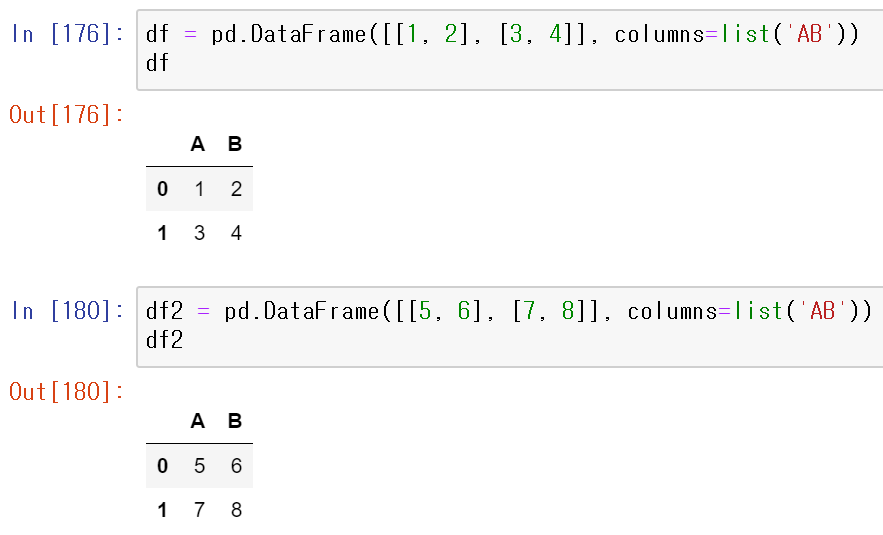 In [176]: df = pd.DataFrame([[1, 2], [3, 4]], columns=list('AB'))
df
Out[176]:
A B
0 1 2
1 3 4
In [180]: df2 = pd.DataFrame([[5, 6], [7, 8]], columns=list('AB'))
df2
Out[180]:
A B
0 5 6
1 7 8